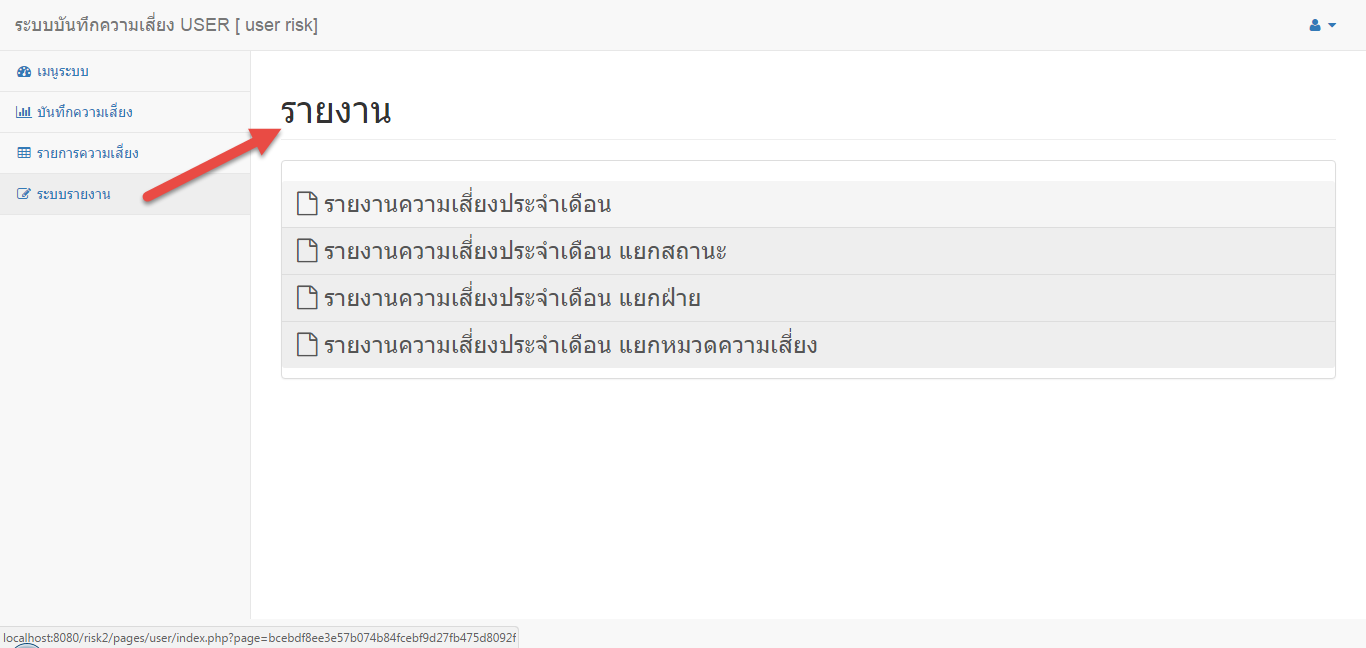 ระบบบันทึกความเสี่ยง USER [ user risk]
เมนูระบบ
บันทึกความเสี่ยง
รายการความเสี่ยง
ระบบรายงาน
รายงาน
รายงานความเสี่ยงประจำเดือน
รายงานความเสี่ยงประจำเดือน แยกสถานะ
รายงานความเสี่ยงประจำเดือน แยกฝ่าย
รายงานความเสี่ยงประจำเดือน แยกหมวดความเสี่ยง
localhost:8080/risk2/pages/user/index.php?page=bcebdf8ee3e57b074b84fcebf9d27fb475d8092f